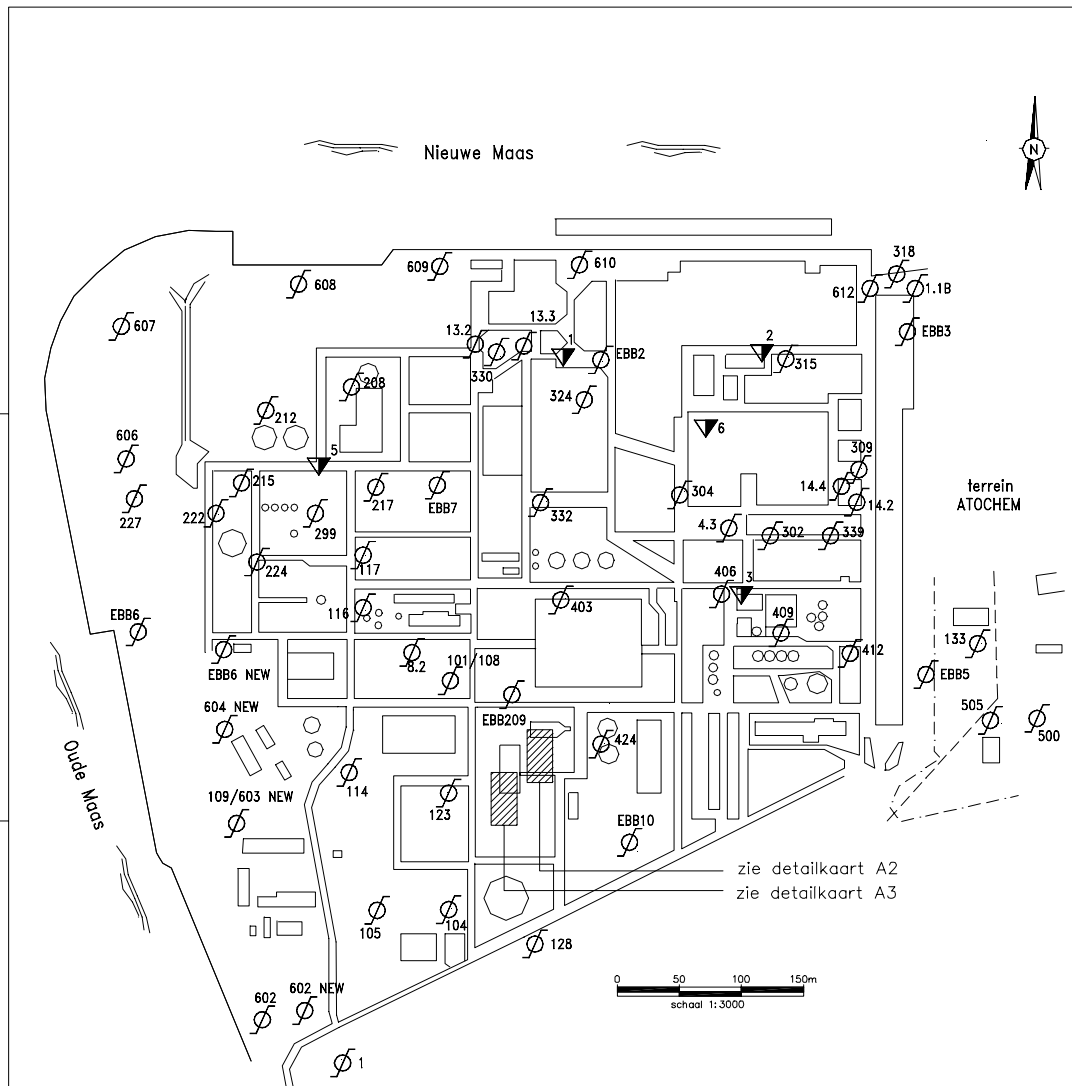 Nieuwe Maas
N
610
318
609
608
612
1.1B
607
13.3
13.2
1
2
EBB3
EBB2
330
315
208
324
212
6
606
5
309
215
terrein
ATOCHEM
217
EBB7
304
14.4
227
222
14.2
299
332
4.3
302
339
224
117
406
3
116
403
EBB6
409
133
412
8.2
101/108
EBB6 NEW
EBB5
EBB209
604 NEW
505
500
424
Oude Maas
114
123
109/603 NEW
EBB10
zie detailkaart A2
zie detailkaart A3
105
104
128
0 50 100 150m
schaal 1:3000
602 NEW
602
1